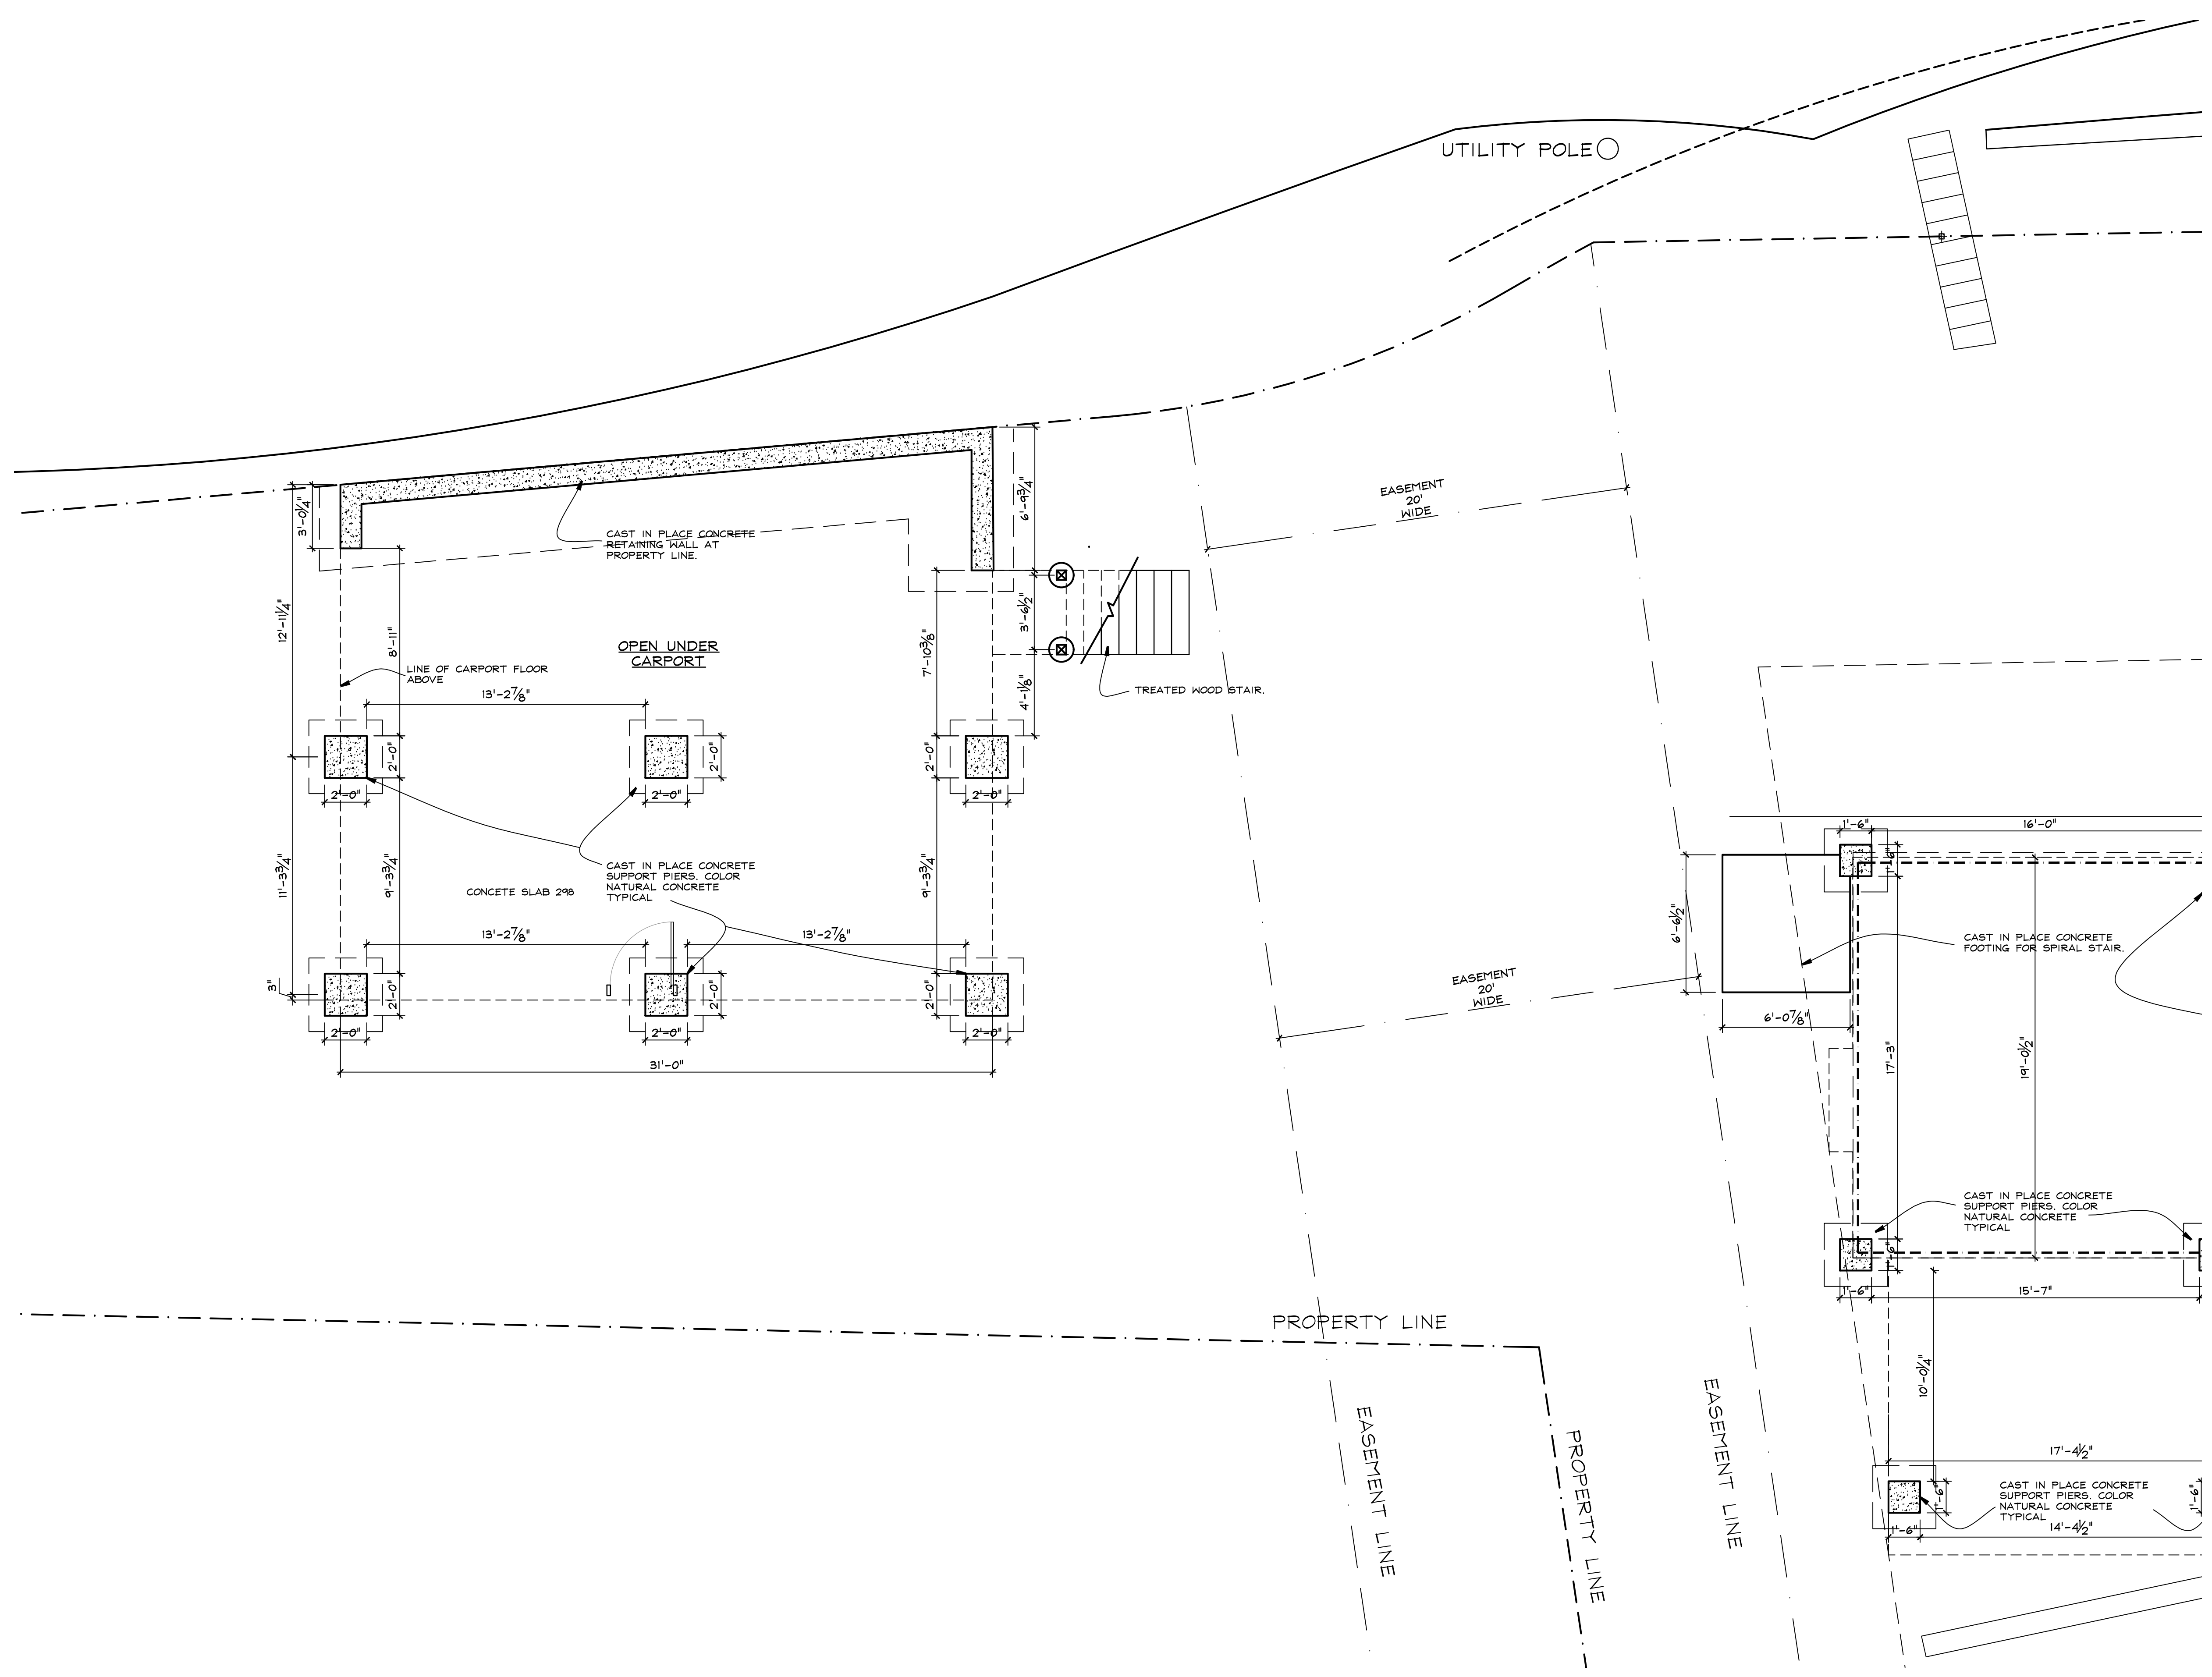 UTILITY POLE
EASEMENT
20'
WIDE
3'-0¼"
6'-9¾"
CAST IN PLACE CONCRETE
RETAINING WALL AT
PROPERTY LINE.
12'-11¼"
8'-11"
3'-6½"
7'-10⅜"
OPEN UNDER
CARPORT
LINE OF CARPORT FLOOR
ABOVE
13'-2⅞"
4'-1⅛"
TREATED WOOD STAIR.
2'-0"
2'-0"
2'-0"
2'-0"
2'-0"
2'-0"
1'-6"
16'-0"
1'-6"
11'-3¾"
9'-3¾"
CAST IN PLACE CONCRETE
SUPPORT PIERS. COLOR
NATURAL CONCRETE
TYPICAL
CONCETE SLAB 298
9'-3¾"
6'-6½"
CAST IN PLACE CONCRETE
FOOTING FOR SPIRAL STAIR.
13'-2⅞"
13'-2⅞"
EASEMENT
20'
WIDE
3"
2'-0"
2'-0"
2'-0"
6'-0⅞"
2'-0"
2'-0"
2'-0"
31'-0"
17'-3"
19'-0½"
CAST IN PLACE CONCRETE
SUPPORT PIERS. COLOR
NATURAL CONCRETE
TYPICAL
1'-6"
1'-6"
15'-7"
PROPERTY LINE
10'-0¼"
EASEMENT LINE
PROPERTY LINE
EASEMENT LINE
17'-4½"
CAST IN PLACE CONCRETE
SUPPORT PIERS. COLOR
NATURAL CONCRETE
TYPICAL
1'-6"
1'-6"
1'-6"
14'-4½"